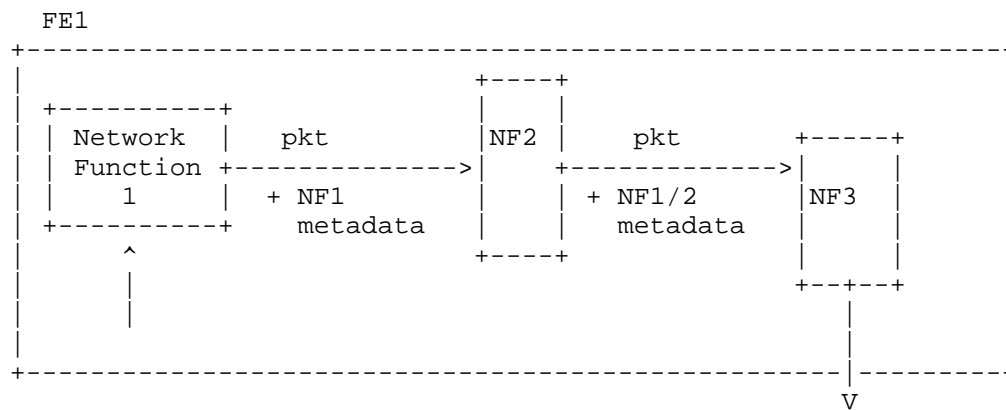 FE1
Network pkt NF2 pkt
Function
1 + NF1 + NF1/2 NF3
metadata metadata
V